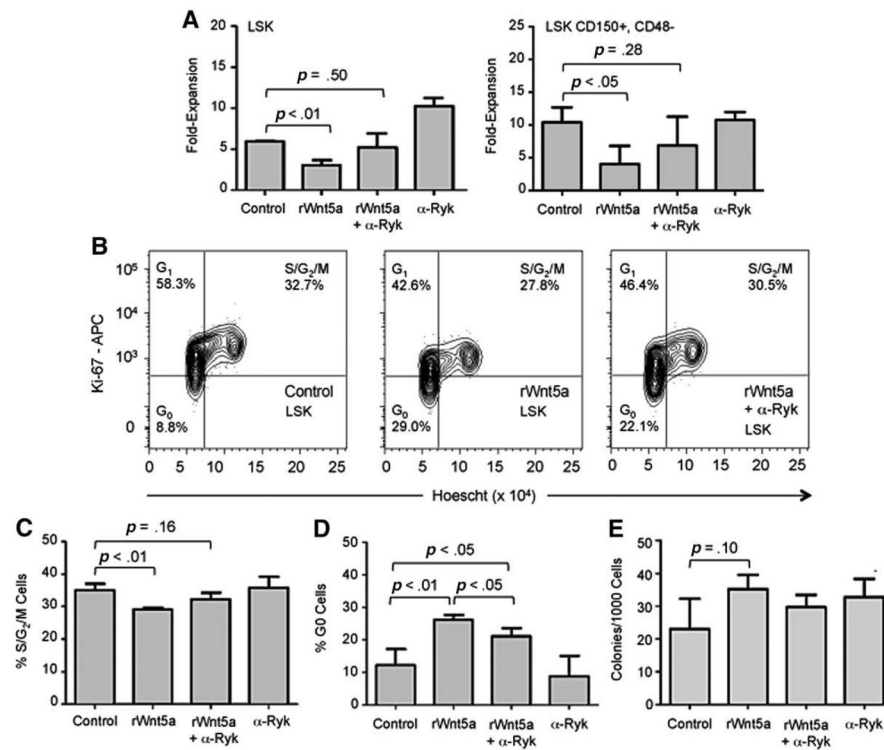 A
LSK
Fold-Expansion
20
15
10
5
0
p = .50
p < .01
Control
rWnt5a
rWnt5a
+ α-Ryk
α-Ryk
LSK CD150+, CD48-
Fold-Expansion
25
20
15
10
5
0
p = .28
p < .05
Control
rWnt5a
rWnt5a
+ α-Ryk
α-Ryk
B
Ki-67 - APC
10⁵
10⁴
10³
0
G₁
58.3%
S/G₂/M
32.7%
Control
LSK
G₀
8.8%
0 5 10 15 20 25
G₁
42.6%
S/G₂/M
27.8%
rWnt5a
LSK
G₀
29.0%
0 5 10 15 20 25
G₁
46.4%
S/G₂/M
30.5%
rWnt5a
+ α-Ryk
LSK
G₀
22.1%
0 5 10 15 20 25
Hoescht (x 10⁴)
C
% S/G₂/M Cells
50
40
30
20
10
0
p = .16
p < .01
Control
rWnt5a
rWnt5a
+ α-Ryk
α-Ryk
D
% G0 Cells
50
40
30
20
10
0
p < .05
p < .01
p < .05
Control
rWnt5a
rWnt5a
+ α-Ryk
α-Ryk
E
Colonies/1000 Cells
50
40
30
20
10
0
p = .10
Control
rWnt5a
rWnt5a
+ α-Ryk
α-Ryk